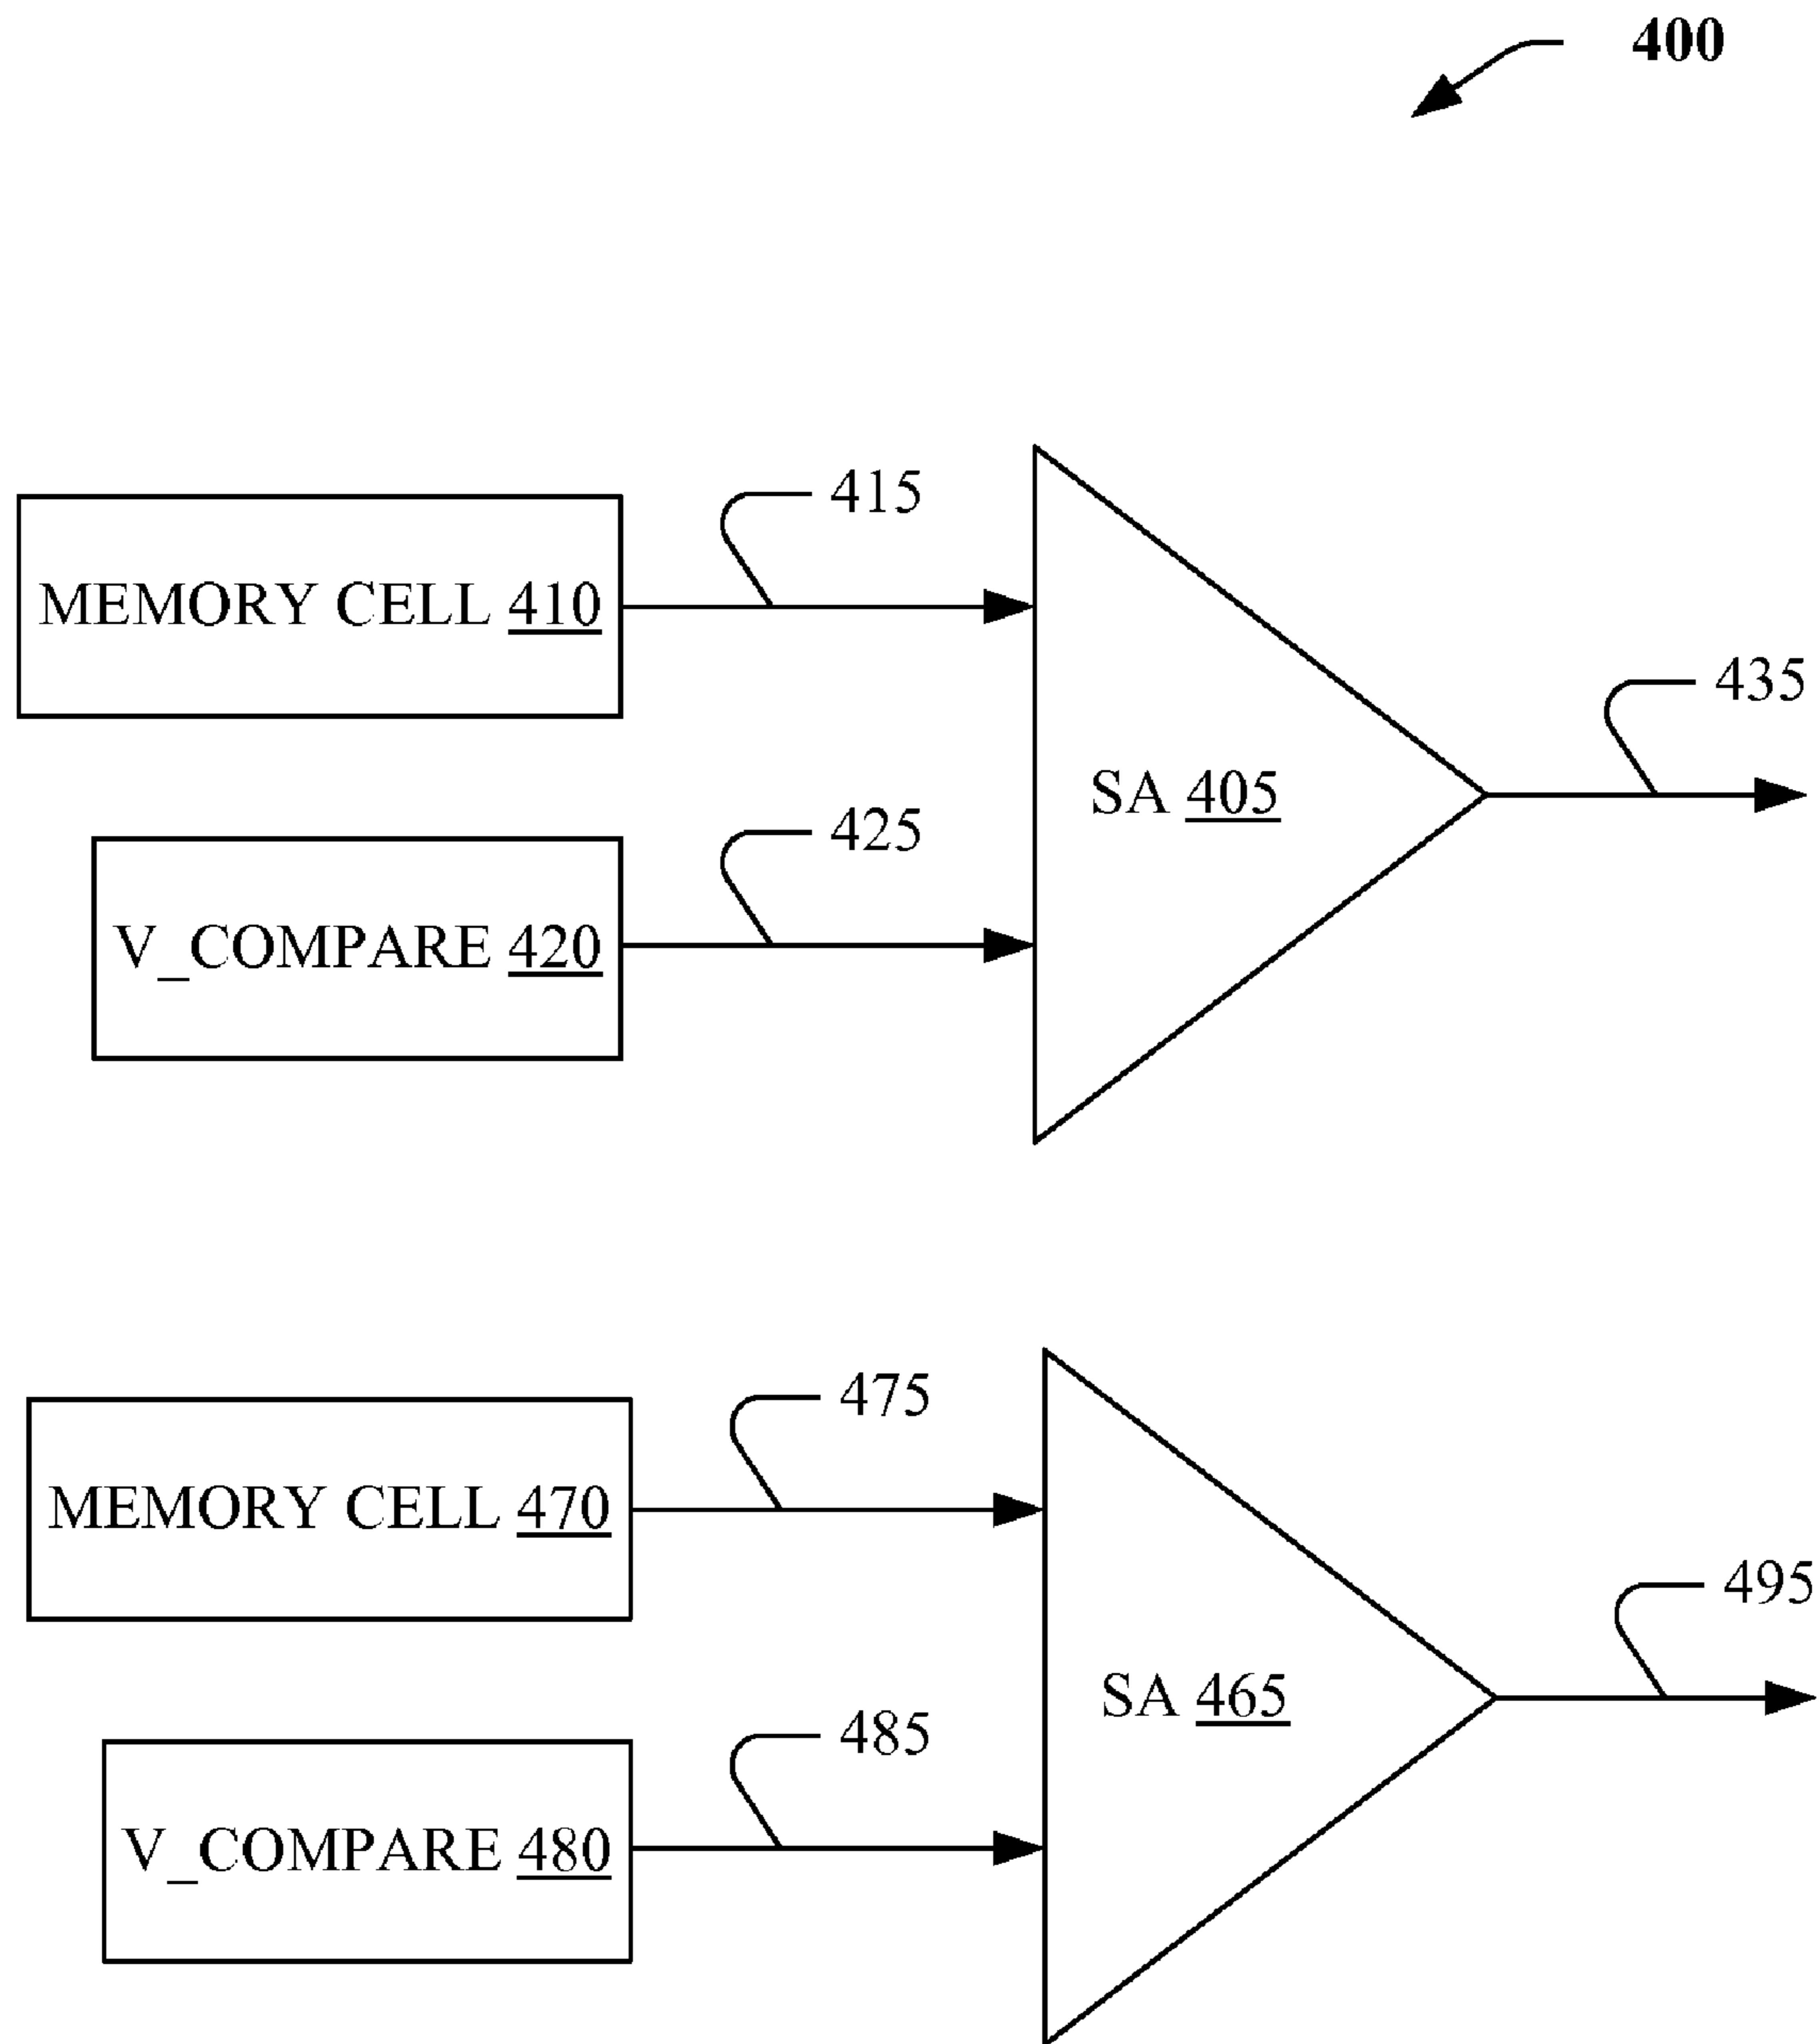 400
415
MEMORY CELL 410
435
SA 405
425
V_COMPARE 420
475
MEMORY CELL 470
495
SA 465
485
V_COMPARE 480